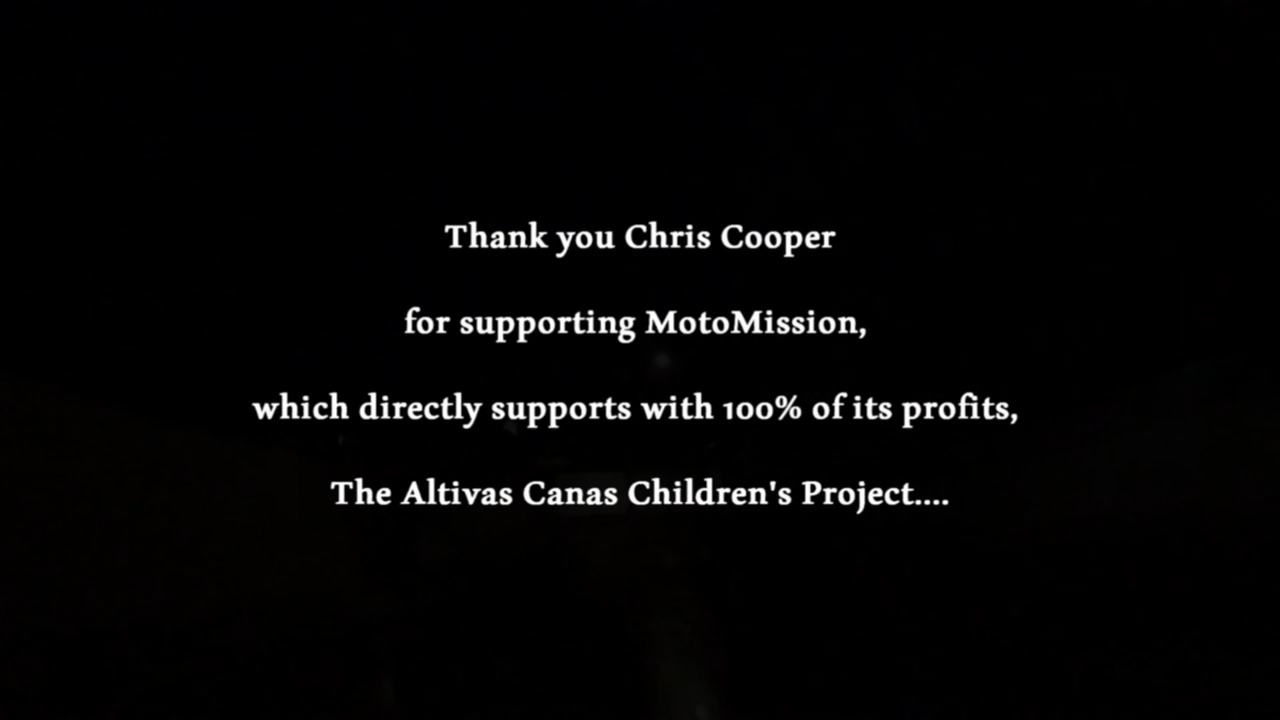 Thank you Chris Cooper
for supporting MotoMission,
which directly supports with 100% of its profits,
The Altivas Canas Children's Project....